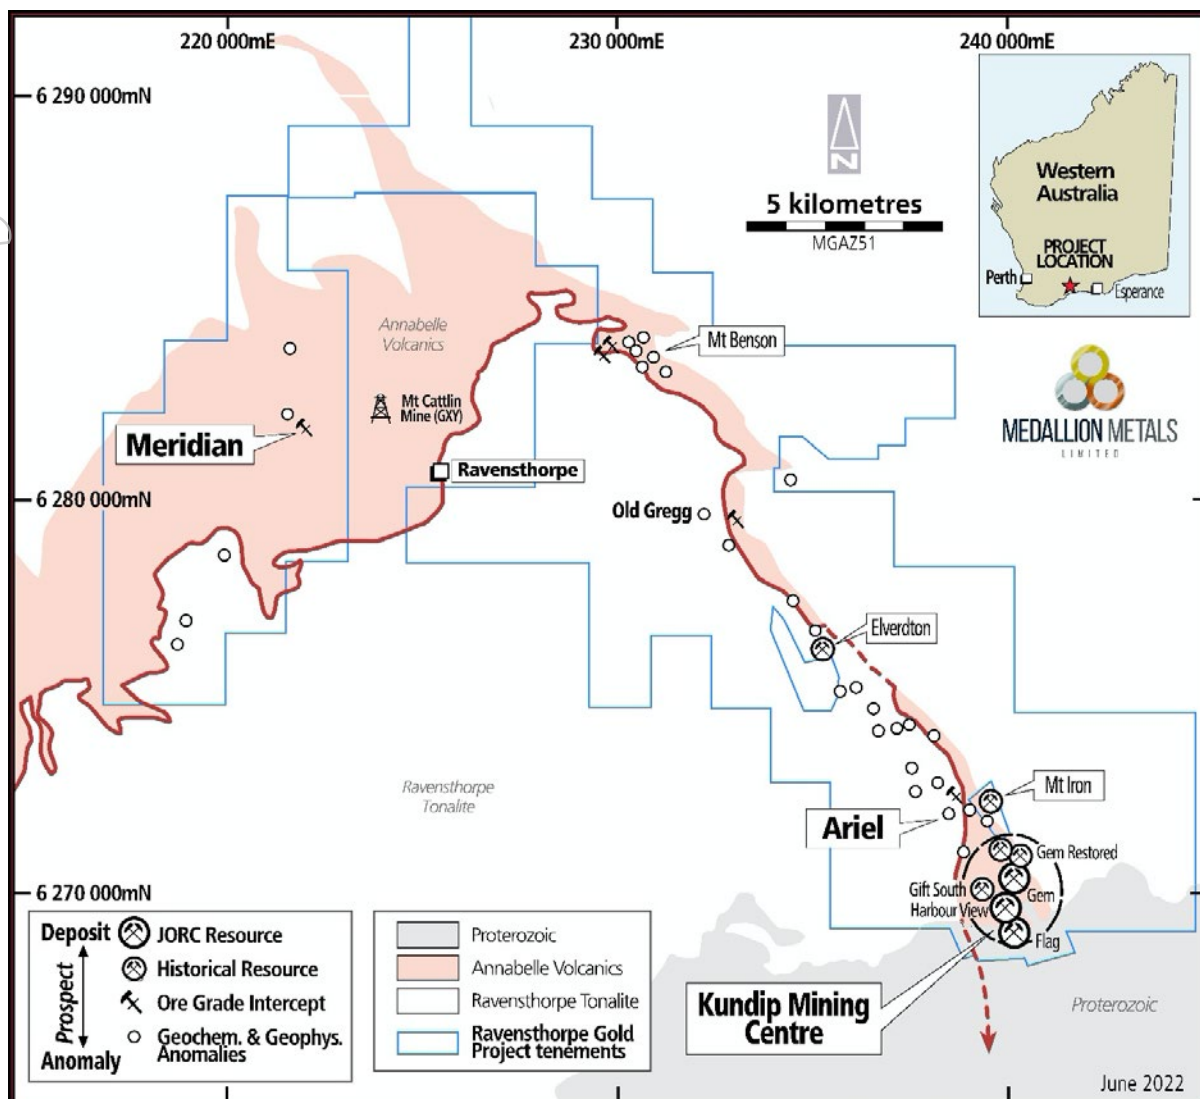 220 000mE
230 000mE
240 000mE
6 290 000mN
N
5 kilometres
MGAZ51
Western
Australia
PROJECT
LOCATION
Perth
Esperance
Annabelle
Volcanics
Mt Benson
Mt Cattlin
Mine (GXY)
MEDALLION METALS
LIMITED
Meridian
Ravensthorpe
6 280 000mN
Old Gregg
Elverdton
Ravensthorpe
Tonalite
Mt Iron
Ariel
Gem Restored
6 270 000mN
Gift South
Gem
Harbour View
Flag
Deposit
JORC Resource
Historical Resource
Prospect
Ore Grade Intercept
Geochem. & Geophys.
Anomalies
Anomaly
Proterozoic
Annabelle Volcanics
Ravensthorpe Tonalite
Ravensthorpe Gold
Project tenements
Kundip Mining
Centre
Proterozoic
June 2022